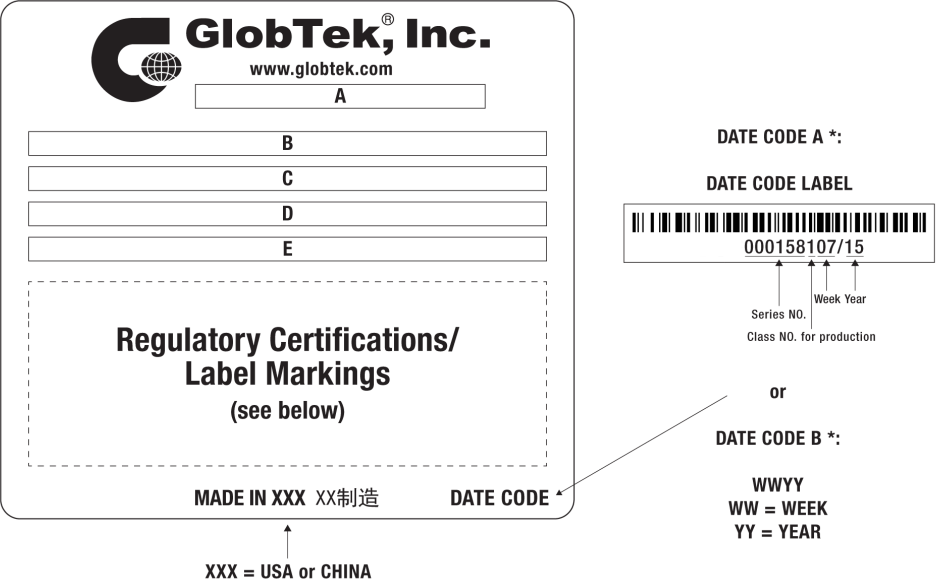 GlobTek®, Inc.
www.globtek.com
A
B
C
D
E
Regulatory Certifications/
Label Markings
(see below)
MADE IN XXX XX制造 DATE CODE
XXX = USA or CHINA
DATE CODE A *:
DATE CODE LABEL
000158107/15
Week Year
Series NO.
Class NO. for production
or
DATE CODE B *:
WWYY
WW = WEEK
YY = YEAR